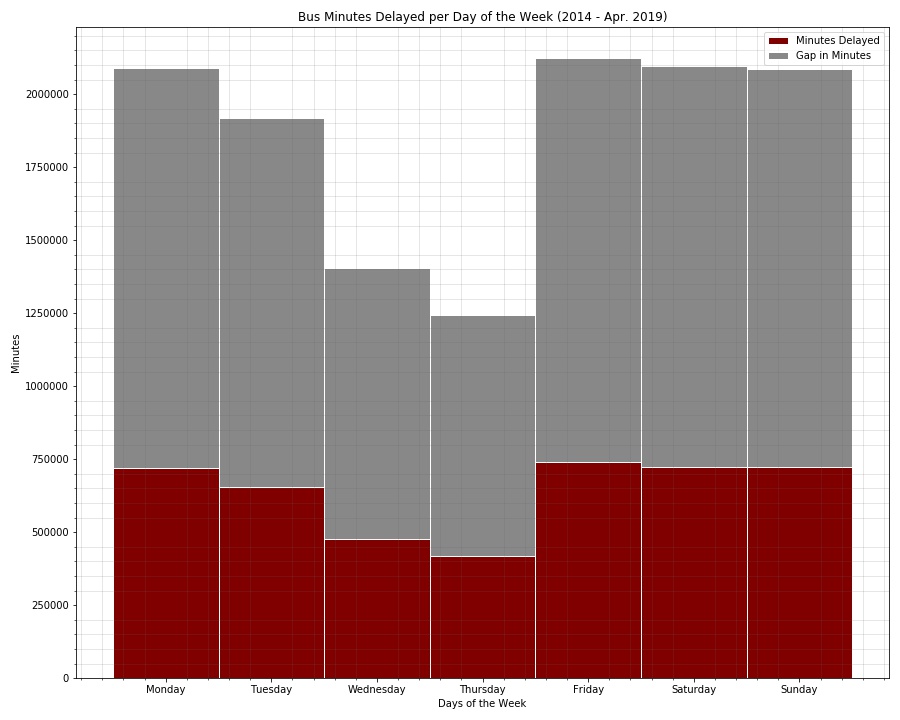 Bus Minutes Delayed per Day of the Week (2014 - Apr. 2019)
Minutes Delayed
Gap in Minutes
2000000
1750000
1500000
1250000
1000000
750000
500000
250000
0
Minutes
Monday Tuesday Wednesday Thursday Friday Saturday Sunday
Days of the Week